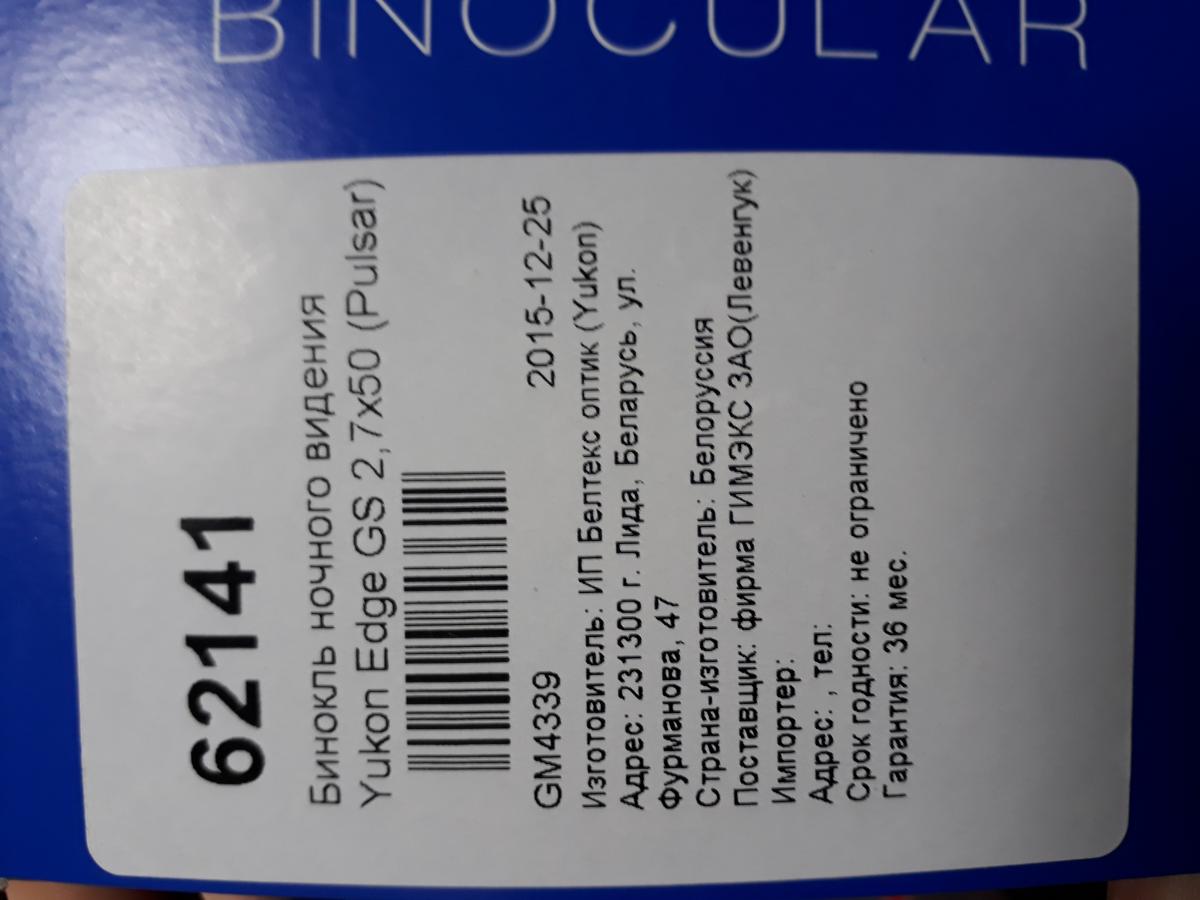 BINOCULAR
62141
Бинокль ночного видения
Yukon Edge GS 2,7x50 (Pulsar)
GM4339 2015-12-25
Изготовитель: ИП Белтекс оптик (Yukon)
Адрес: 231300 г. Лида, Беларусь, ул.
Фурманова, 47
Страна-изготовитель: Белоруссия
Поставщик: фирма ГИМЭКС ЗАО(Левенгук)
Импортер:
Адрес: , тел:
Срок годности: не ограничено
Гарантия: 36 мес.